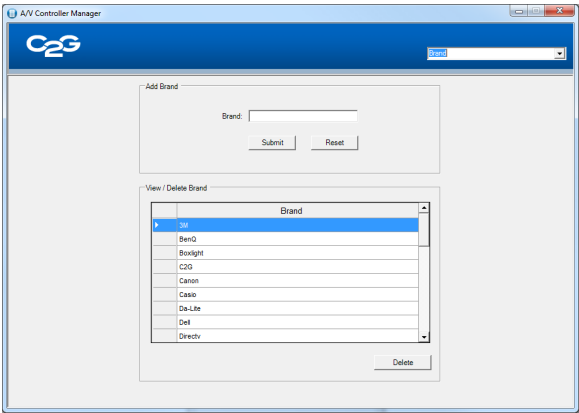 A/V Controller Manager
C2G
Brand
Add Brand
Brand:
Submit Reset
View / Delete Brand
Brand
3M
BenQ
Boxlight
C2G
Canon
Casio
Da-Lite
Dell
Directv
Delete